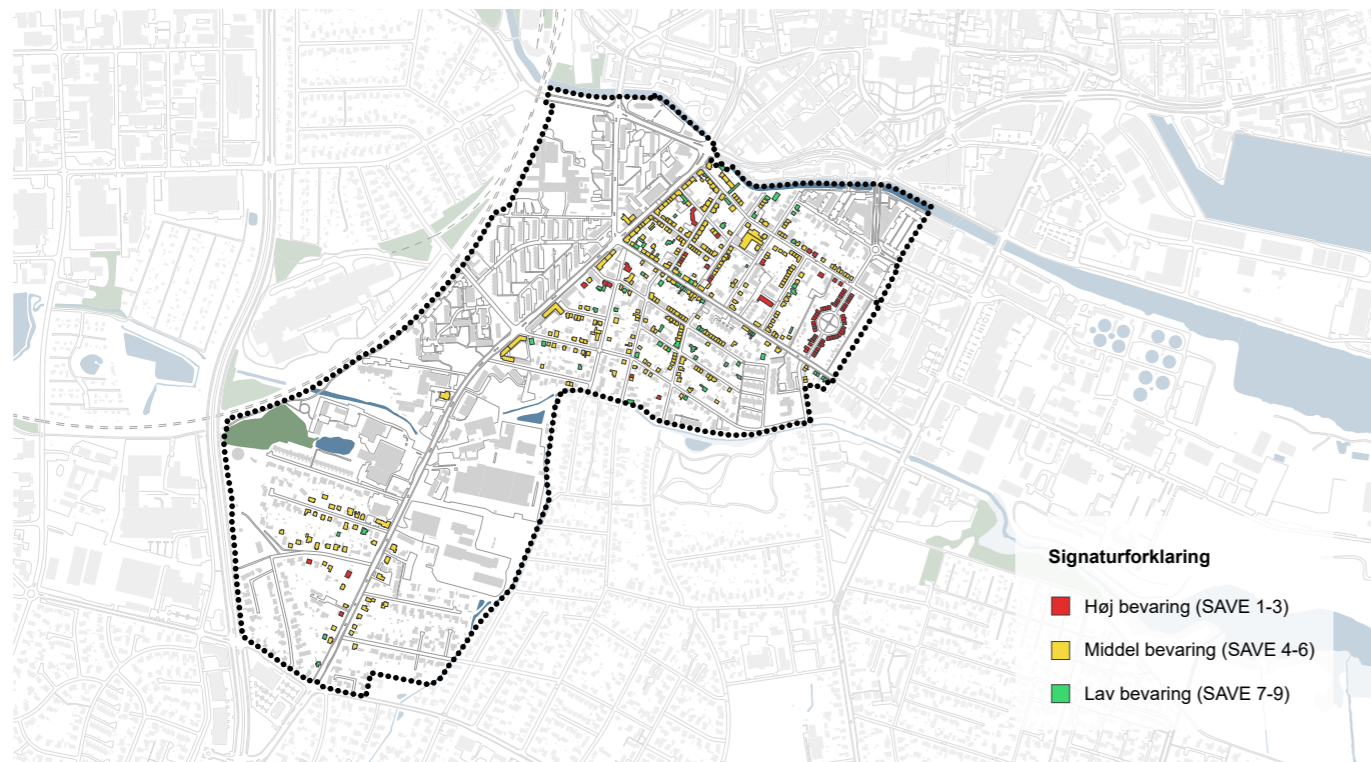 Signaturforklaring
Høj bevaring (SAVE 1-3)
Middel bevaring (SAVE 4-6)
Lav bevaring (SAVE 7-9)